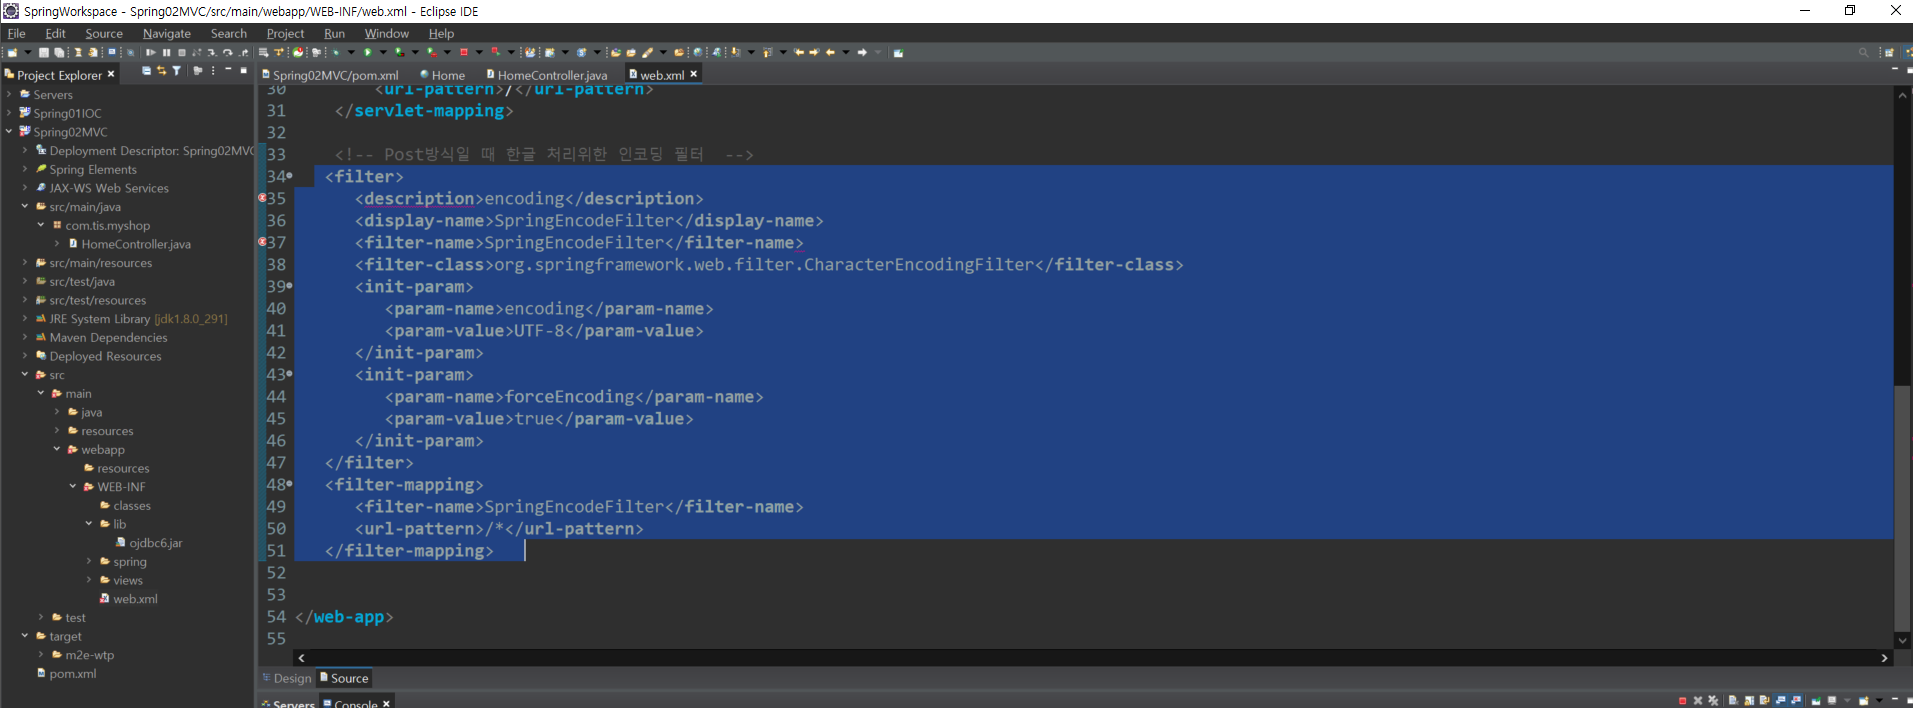 SpringWorkspace - Spring02MVC/src/main/webapp/WEB-INF/web.xml - Eclipse IDE
File Edit Source Navigate Search Project Run Window Help
Project Explorer
Spring02MVC/pom.xml Home HomeController.java web.xml
Servers
Spring01IOC
Spring02MVC
Deployment Descriptor: Spring02MVC
Spring Elements
JAX-WS Web Services
src/main/java
com.tis.myshop
HomeController.java
src/main/resources
src/test/java
src/test/resources
JRE System Library [jdk1.8.0_291]
Maven Dependencies
Deployed Resources
src
main
java
resources
webapp
resources
WEB-INF
classes
lib
ojdbc6.jar
spring
views
web.xml
test
target
m2e-wtp
pom.xml
30 <url-pattern>/</url-pattern>
31 </servlet-mapping>
32
33 <!-- Post방식일 때 한글 처리위한 인코딩 필터 -->
34 <filter>
35 <description>encoding</description>
36 <display-name>SpringEncodeFilter</display-name>
37 <filter-name>SpringEncodeFilter</filter-name>
38 <filter-class>org.springframework.web.filter.CharacterEncodingFilter</filter-class>
39 <init-param>
40 <param-name>encoding</param-name>
41 <param-value>UTF-8</param-value>
42 </init-param>
43 <init-param>
44 <param-name>forceEncoding</param-name>
45 <param-value>true</param-value>
46 </init-param>
47 </filter>
48 <filter-mapping>
49 <filter-name>SpringEncodeFilter</filter-name>
50 <url-pattern>/*</url-pattern>
51 </filter-mapping>
52
53
54 </web-app>
55
Design Source
Servers Console